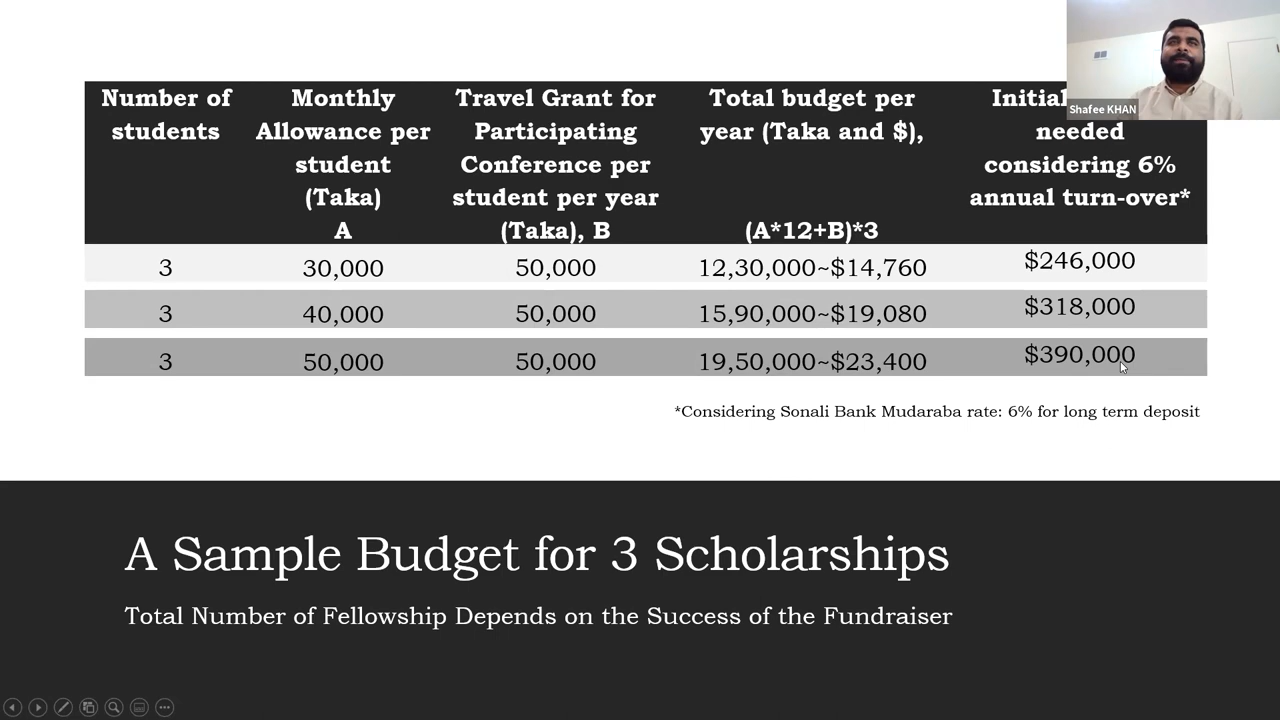 Number of
students
Monthly
Allowance per
student
(Taka)
A
Travel Grant for
Participating
Conference per
student per year
(Taka), B
Total budget per
year (Taka and $),
(A*12+B)*3
Initial
needed
considering 6%
annual turn-over*
Shafee KHAN
3 30,000 50,000 12,30,000~$14,760 $246,000
3 40,000 50,000 15,90,000~$19,080 $318,000
3 50,000 50,000 19,50,000~$23,400 $390,000
*Considering Sonali Bank Mudaraba rate: 6% for long term deposit
A Sample Budget for 3 Scholarships
Total Number of Fellowship Depends on the Success of the Fundraiser